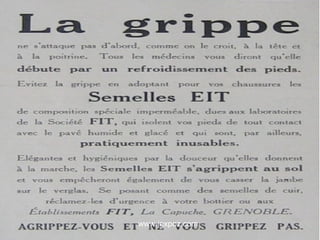 La grippe
ne s'attaque pas d'abord, comme on le croit, à la tête et
à la poitrine. Tous les médecins vous diront qu'elle
débute par un refroidissement des pieds.
Evitez la grippe en adoptant pour vos chaussures les
Semelles EIT
de composition spéciale imperméable, dues aux laboratoires
de la Société FIT, qui isolent vos pieds de tout contact
avec le pavé humide et glacé et qui sont, par ailleurs,
pratiquement inusables.
Elégantes et hygiéniques par la douceur qu'elles donnent
à la marche, les Semelles EIT s'agrippent au sol
et vous empêcheront également de vous casser la jambe
sur le verglas. Se posant comme des semelles de cuir,
réclamez-les d'urgence à votre bottier ou aux
Établissements FIT, La Capuche, GRENOBLE.
AGRIPPEZ-VOUS ET VOUS GRIPPEZ PAS.